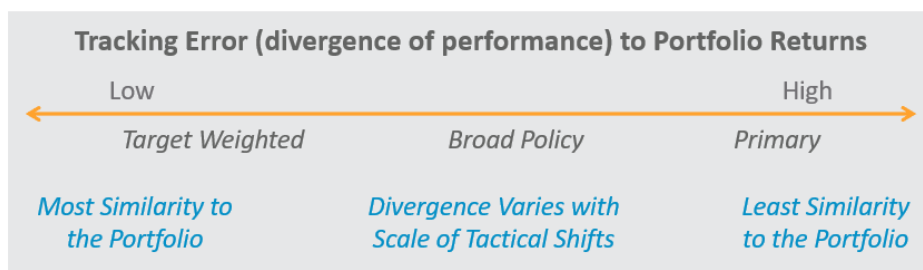 Tracking Error (divergence of performance) to Portfolio Returns
Low High
Target Weighted Broad Policy Primary
Most Similarity to Divergence Varies with Least Similarity
the Portfolio Scale of Tactical Shifts to the Portfolio